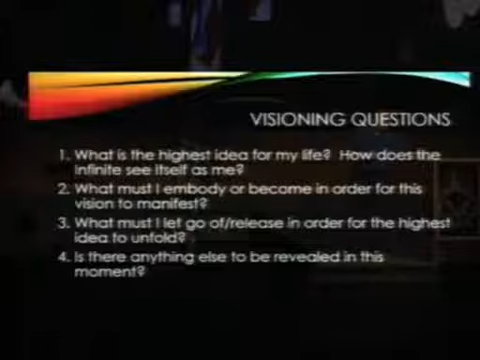 VISIONING QUESTIONS
1. What is the highest idea for my life? How does the
Infinite see Itself as me?
2. What must I embody or become in order for this
vision to manifest?
3. What must I let go of/release in order for the highest
idea to unfold?
4. Is there anything else to be revealed in this
moment?